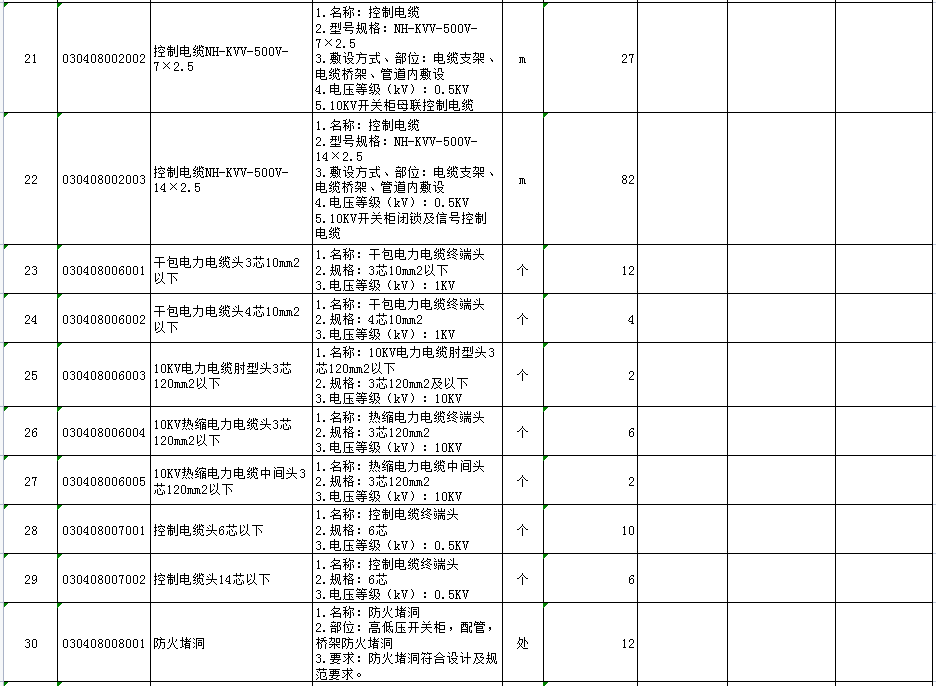 21 030408002002 控制电缆NH-KVV-500V-
7×2.5
1.名称：控制电缆
2.型号规格：NH-KVV-500V-
7×2.5
3.敷设方式、部位：电缆支架、
电缆桥架、管道内敷设
4.电压等级（kV）：0.5KV
5.10KV开关柜母联控制电缆
m 27
22 030408002003 控制电缆NH-KVV-500V-
14×2.5
1.名称：控制电缆
2.型号规格：NH-KVV-500V-
14×2.5
3.敷设方式、部位：电缆支架、
电缆桥架、管道内敷设
4.电压等级（kV）：0.5KV
5.10KV开关柜闭锁及信号控制
电缆
m 82
23 030408006001 干包电力电缆头3芯10mm2
以下
1.名称：干包电力电缆终端头
2.规格：3芯10mm2以下
3.电压等级（kV）：1KV
个 12
24 030408006002 干包电力电缆头4芯10mm2
以下
1.名称：干包电力电缆终端头
2.规格：4芯10mm2
3.电压等级（kV）：1KV
个 4
25 030408006003 10KV电力电缆肘型头3芯
120mm2以下
1.名称：10KV电力电缆肘型头3
芯120mm2以下
2.规格：3芯120mm2及以下
3.电压等级（kV）：10KV
个 2
26 030408006004 10KV热缩电力电缆头3芯
120mm2以下
1.名称：热缩电力电缆终端头
2.规格：3芯120mm2
3.电压等级（kV）：10KV
个 6
27 030408006005 10KV热缩电力电缆中间头3
芯120mm2以下
1.名称：热缩电力电缆中间头
2.规格：3芯120mm2
3.电压等级（kV）：10KV
个 2
28 030408007001 控制电缆头6芯以下
1.名称：控制电缆终端头
2.规格：6芯
3.电压等级（kV）：0.5KV
个 10
29 030408007002 控制电缆头14芯以下
1.名称：控制电缆终端头
2.规格：6芯
3.电压等级（kV）：0.5KV
个 6
30 030408008001 防火堵洞
1.名称：防火堵洞
2.部位：高低压开关柜，配管，
桥架防火堵洞
3.要求：防火堵洞符合设计及规
范要求。
处 12